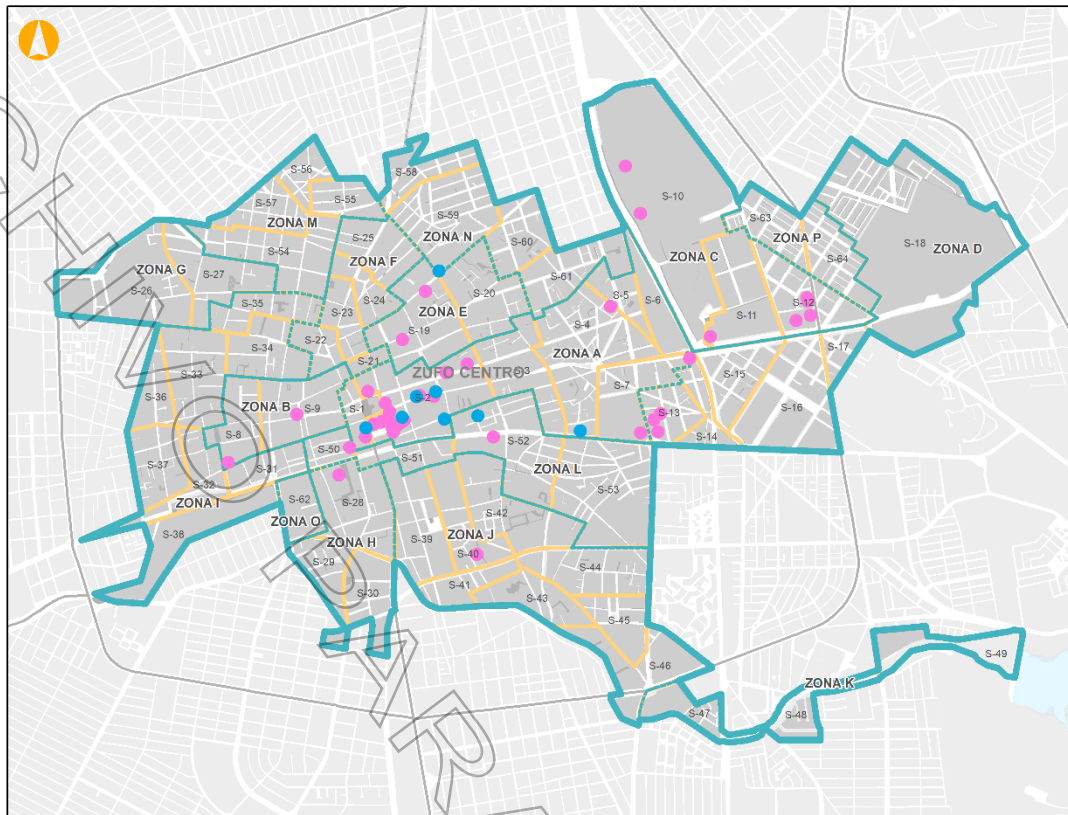 S-56
S-58
S-57
S-55
S-10
ZONA M
S-59
S-63
S-25
ZONA N
ZONA P
S-54
S-60
S-18
ZONA D
ZONA C
S-64
ZONA G
S-27
ZONA F
S-61
S-26
S-24
S-20
S-5
S-6
S-12
S-35
S-23
ZONA E
S-11
S-4
S-19
S-22
S-34
S-17
S-21
ZONA A
S-33
ZUFO CENTRO
S-15
S-7
S-36
S-2
ZONA B
S-9
S-1
S-16
S-13
S-8
S-14
S-50
S-52
S-51
S-37
S-31
ZONA L
S-32
S-28
S-53
ZONA I
S-62
ZONA O
S-42
S-38
ZONA J
S-39
ZONA H
S-40
S-29
S-44
S-41
S-30
S-43
S-45
S-49
S-46
ZONA K
S-47
S-48